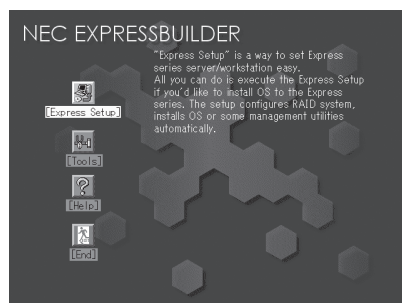 NEC EXPRESSBUILDER
"Express Setup" is a way to set Express
series server/workstation easy.
All you can do is execute the Express Setup
if you'd like to install OS to the Express
series. The setup configures RAID system,
installs OS or some management utilities
automatically.
[Express Setup]
[Tools]
[Help]
[End]